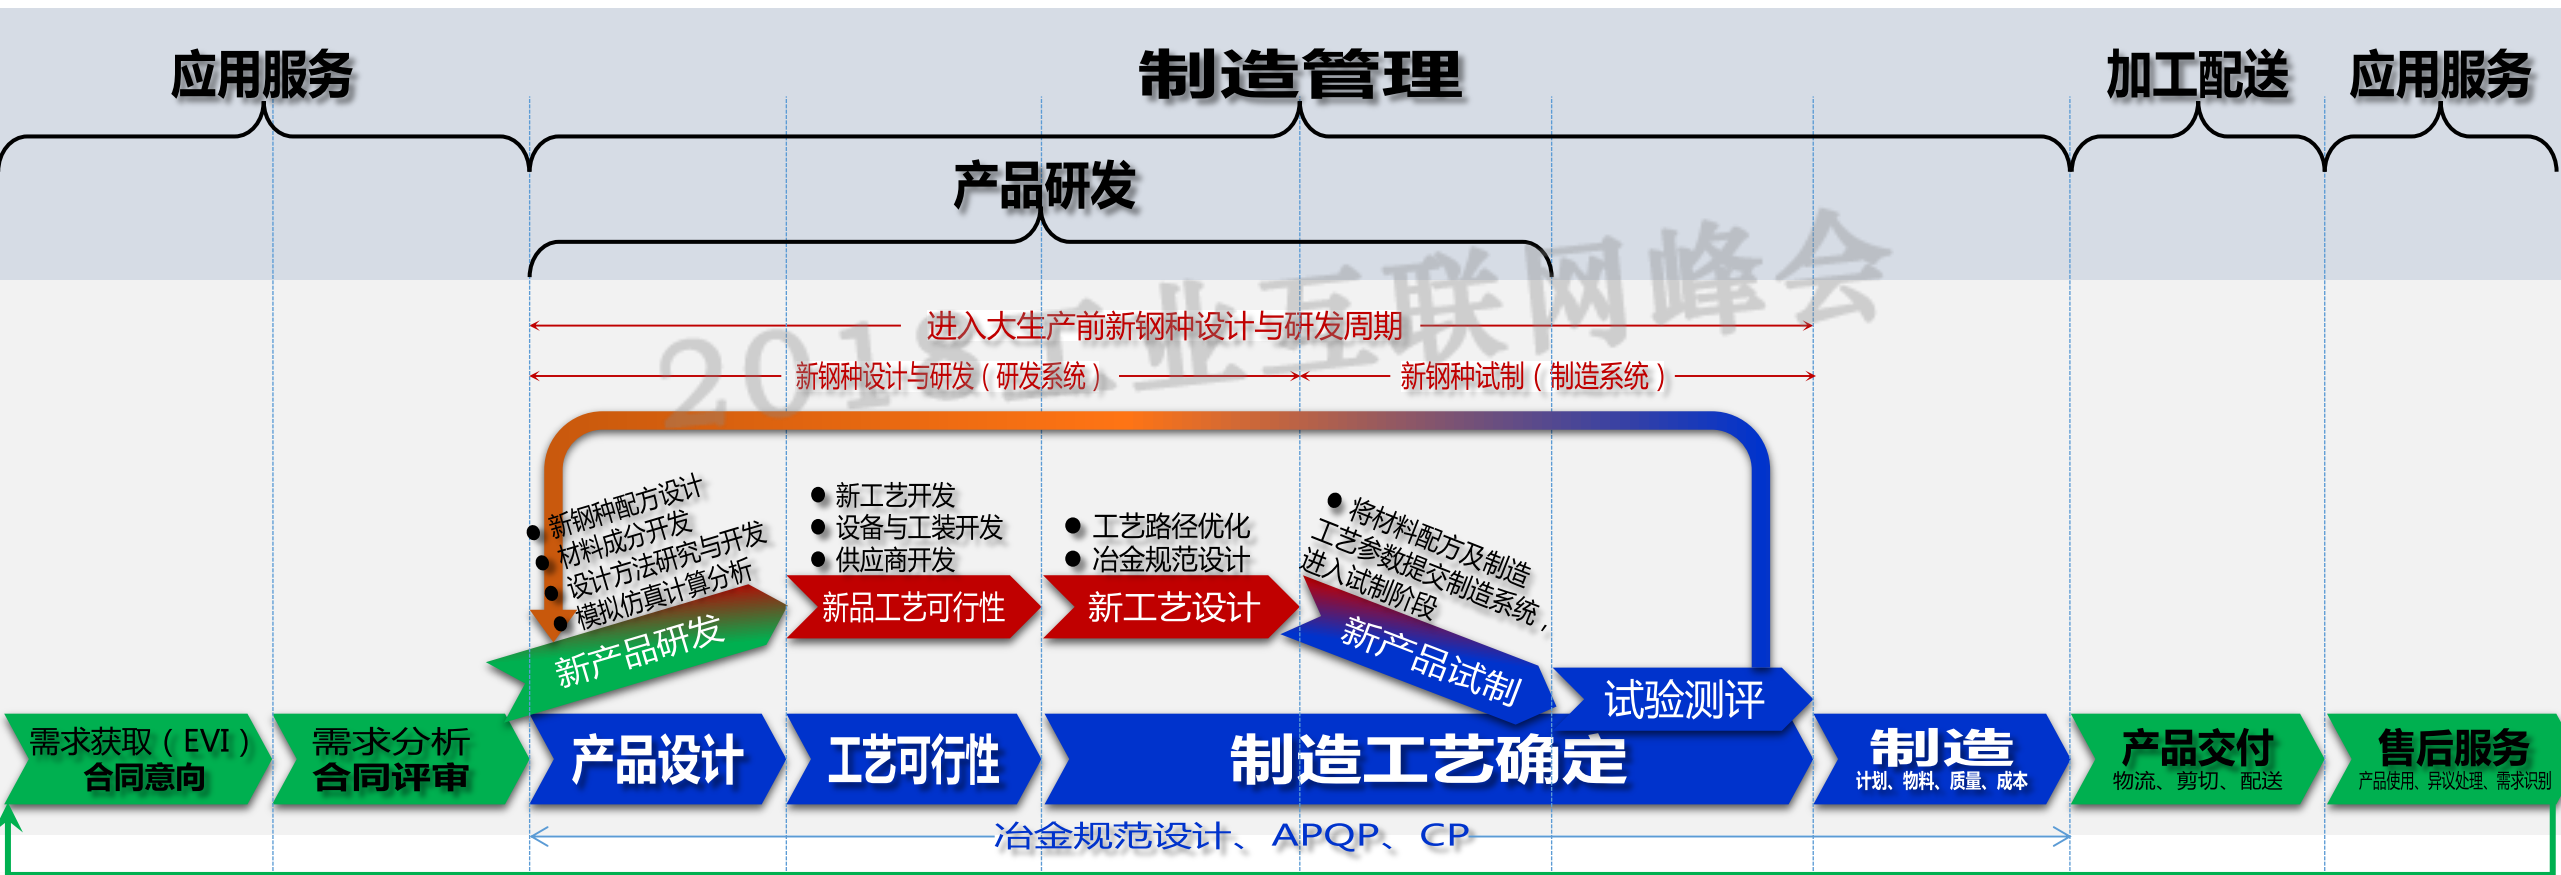 应用服务
制造管理
加工配送
应用服务
产品研发
2018工业互联网峰会
进入大生产前新钢种设计与研发周期
新钢种设计与研发（研发系统）
新钢种试制（制造系统）
新钢种配方设计
材料成分开发
设计方法研究与开发
模拟仿真计算分析
新工艺开发
设备与工装开发
供应商开发
工艺路径优化
冶金规范设计
将材料配方及制造
工艺参数提交制造系统，
进入试制阶段
新产品研发
新品工艺可行性
新工艺设计
新产品试制
试验测评
需求获取（EVI）
合同意向
需求分析
合同评审
产品设计
工艺可行性
制造工艺确定
制造
计划、物料、质量、成本
产品交付
物流、剪切、配送
售后服务
产品使用、异议处理、需求识别
冶金规范设计、APQP、CP